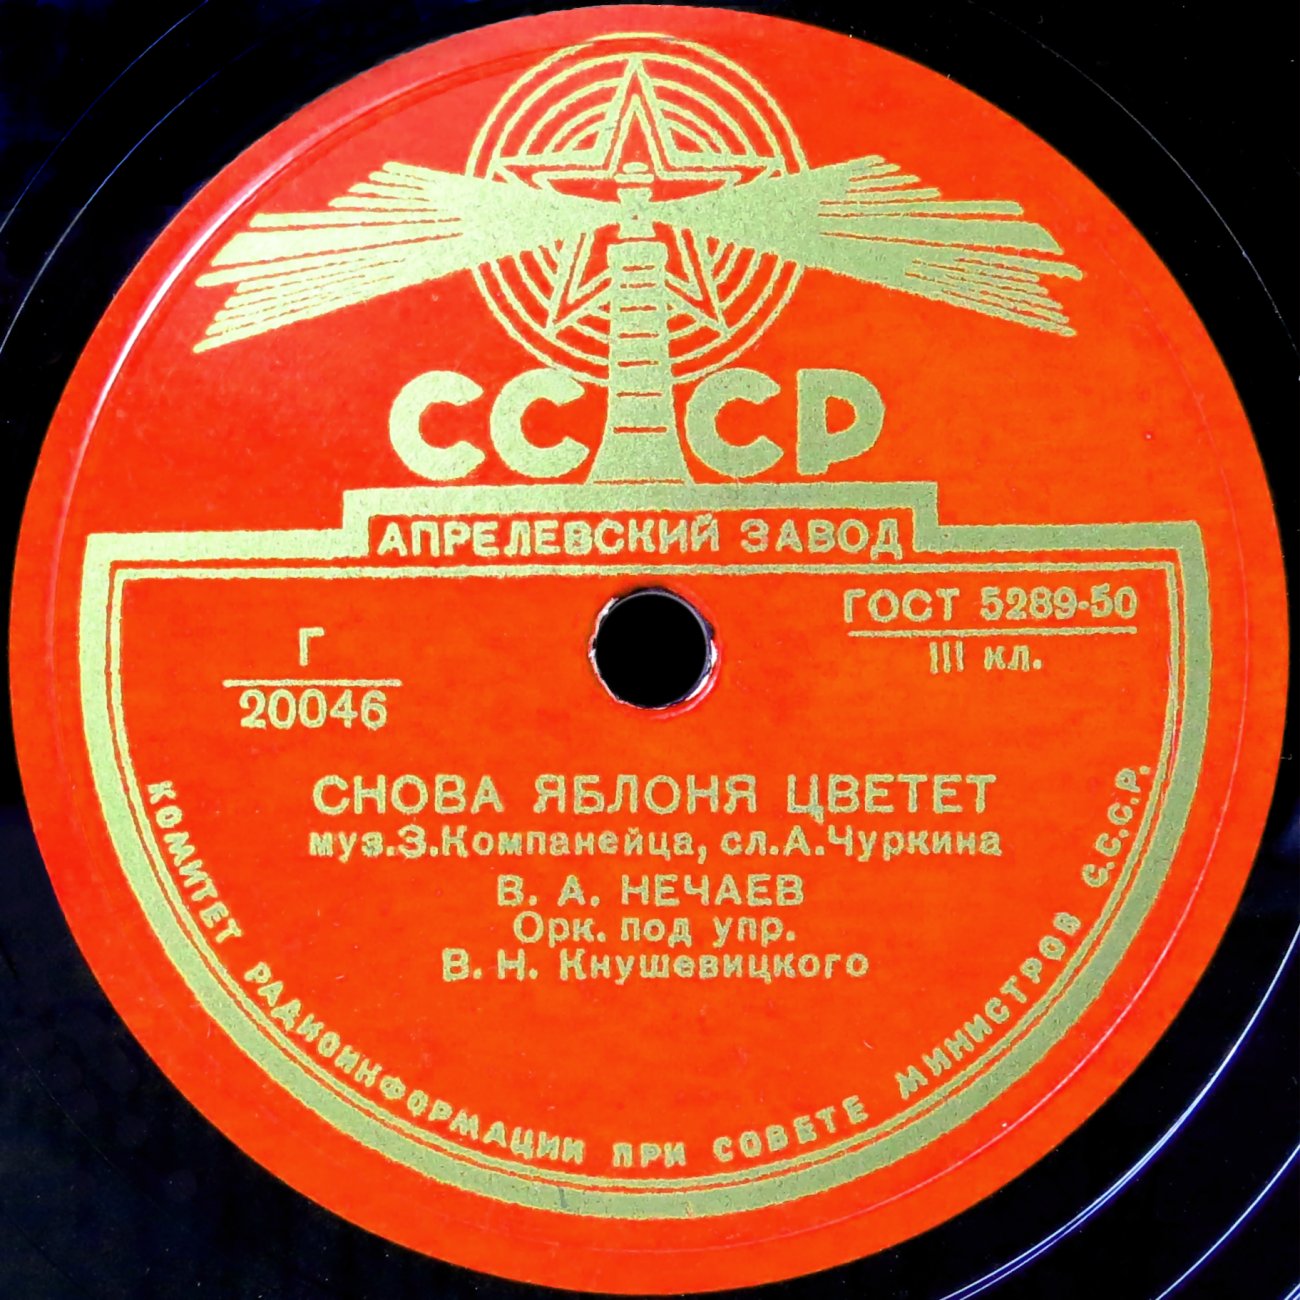 СССР
АПРЕЛЕВСКИЙ ЗАВОД
ГОСТ 5289-50
III кл.
Г
20046
СНОВА ЯБЛОНЯ ЦВЕТЕТ
муз.З.Компанейца, сл.А.Чуркина
В. А. НЕЧАЕВ
Орк. под упр.
В. Н. Кнушевицкого
КОМИТЕТ РАДИОИНФОРМАЦИИ ПРИ СОВЕТЕ МИНИСТРОВ С.С.С.Р.